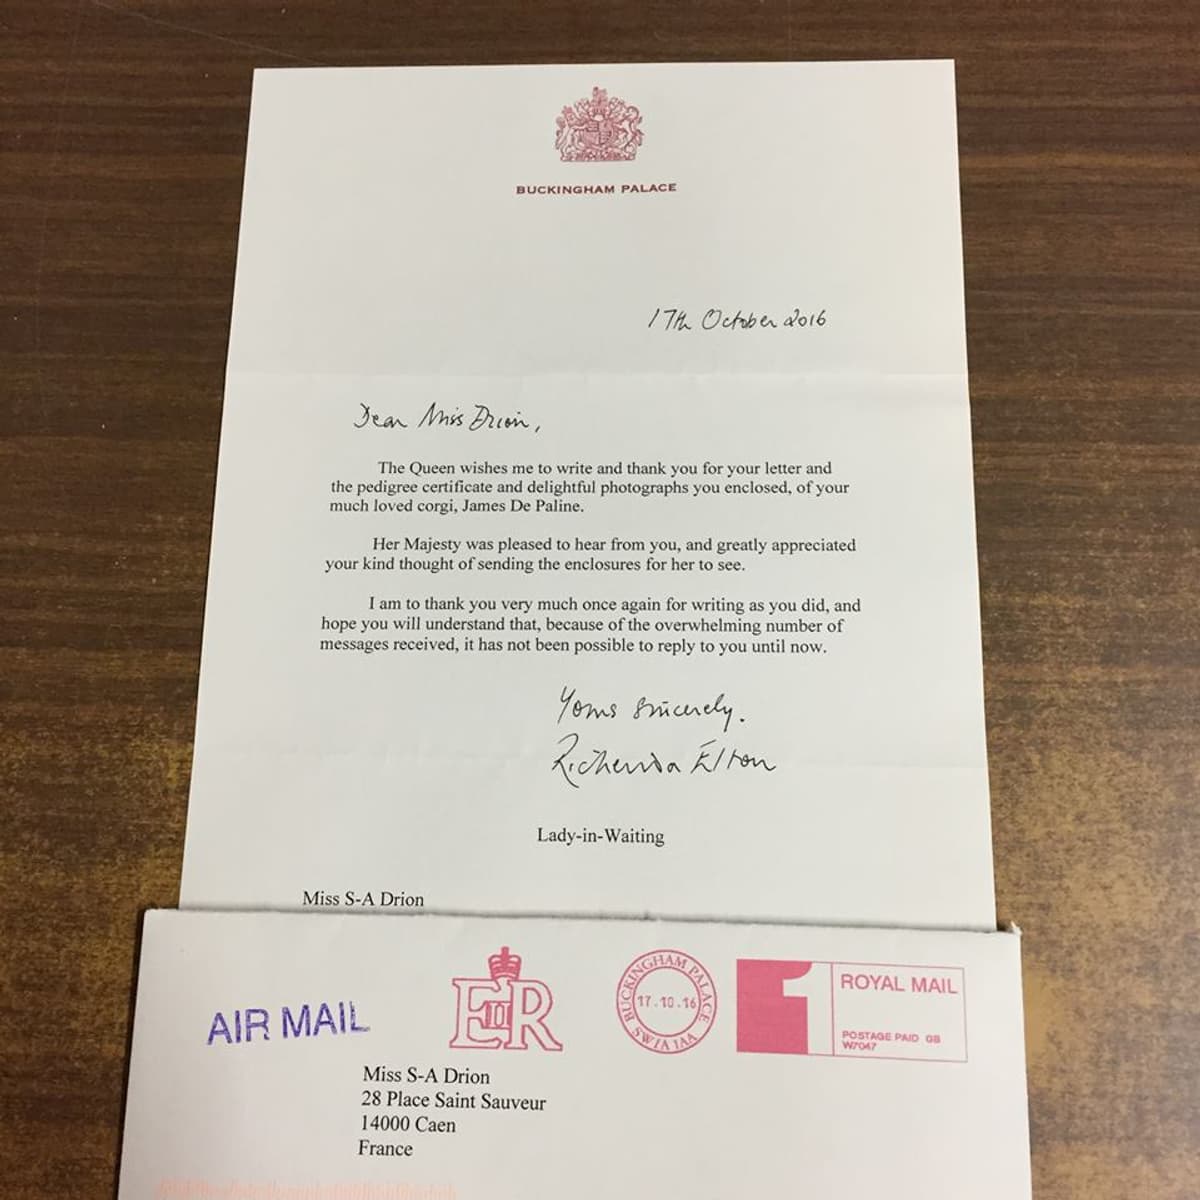 BUCKINGHAM PALACE
17th October 2016
Dear Miss Drion,
The Queen wishes me to write and thank you for your letter and
the pedigree certificate and delightful photographs you enclosed, of your
much loved corgi, James De Paline.
Her Majesty was pleased to hear from you, and greatly appreciated
your kind thought of sending the enclosures for her to see.
I am to thank you very much once again for writing as you did, and
hope you will understand that, because of the overwhelming number of
messages received, it has not been possible to reply to you until now.
Yours sincerely.
Richenda Elton
Lady-in-Waiting
Miss S-A Drion
AIR MAIL
EIIR
BUCKINGHAM PALACE
17.10.16
SW1A 1AA
1
ROYAL MAIL
POSTAGE PAID GB
W7047
Miss S-A Drion
28 Place Saint Sauveur
14000 Caen
France